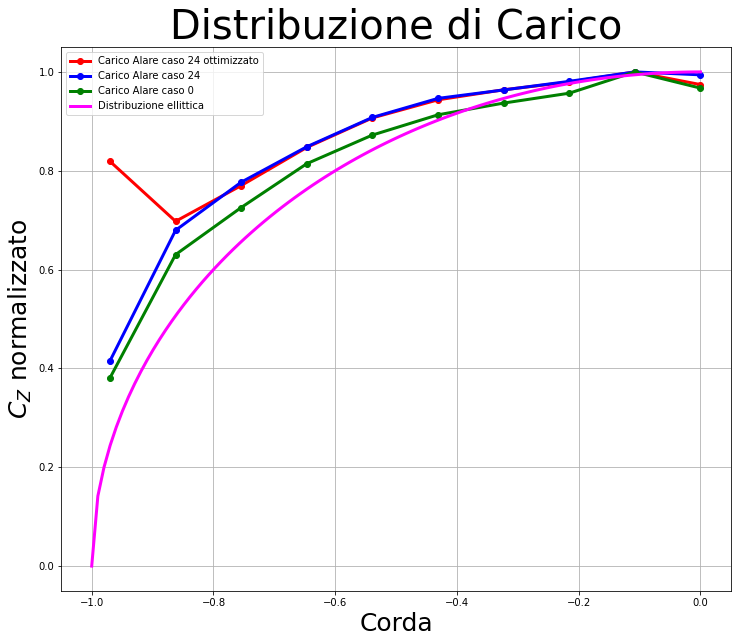 Distribuzione di Carico
Carico Alare caso 24 ottimizzato
Carico Alare caso 24
Carico Alare caso 0
Distribuzione ellittica
1.0
0.8
0.6
0.4
0.2
0.0
C_Z normalizzato
−1.0 −0.8 −0.6 −0.4 −0.2 0.0
Corda